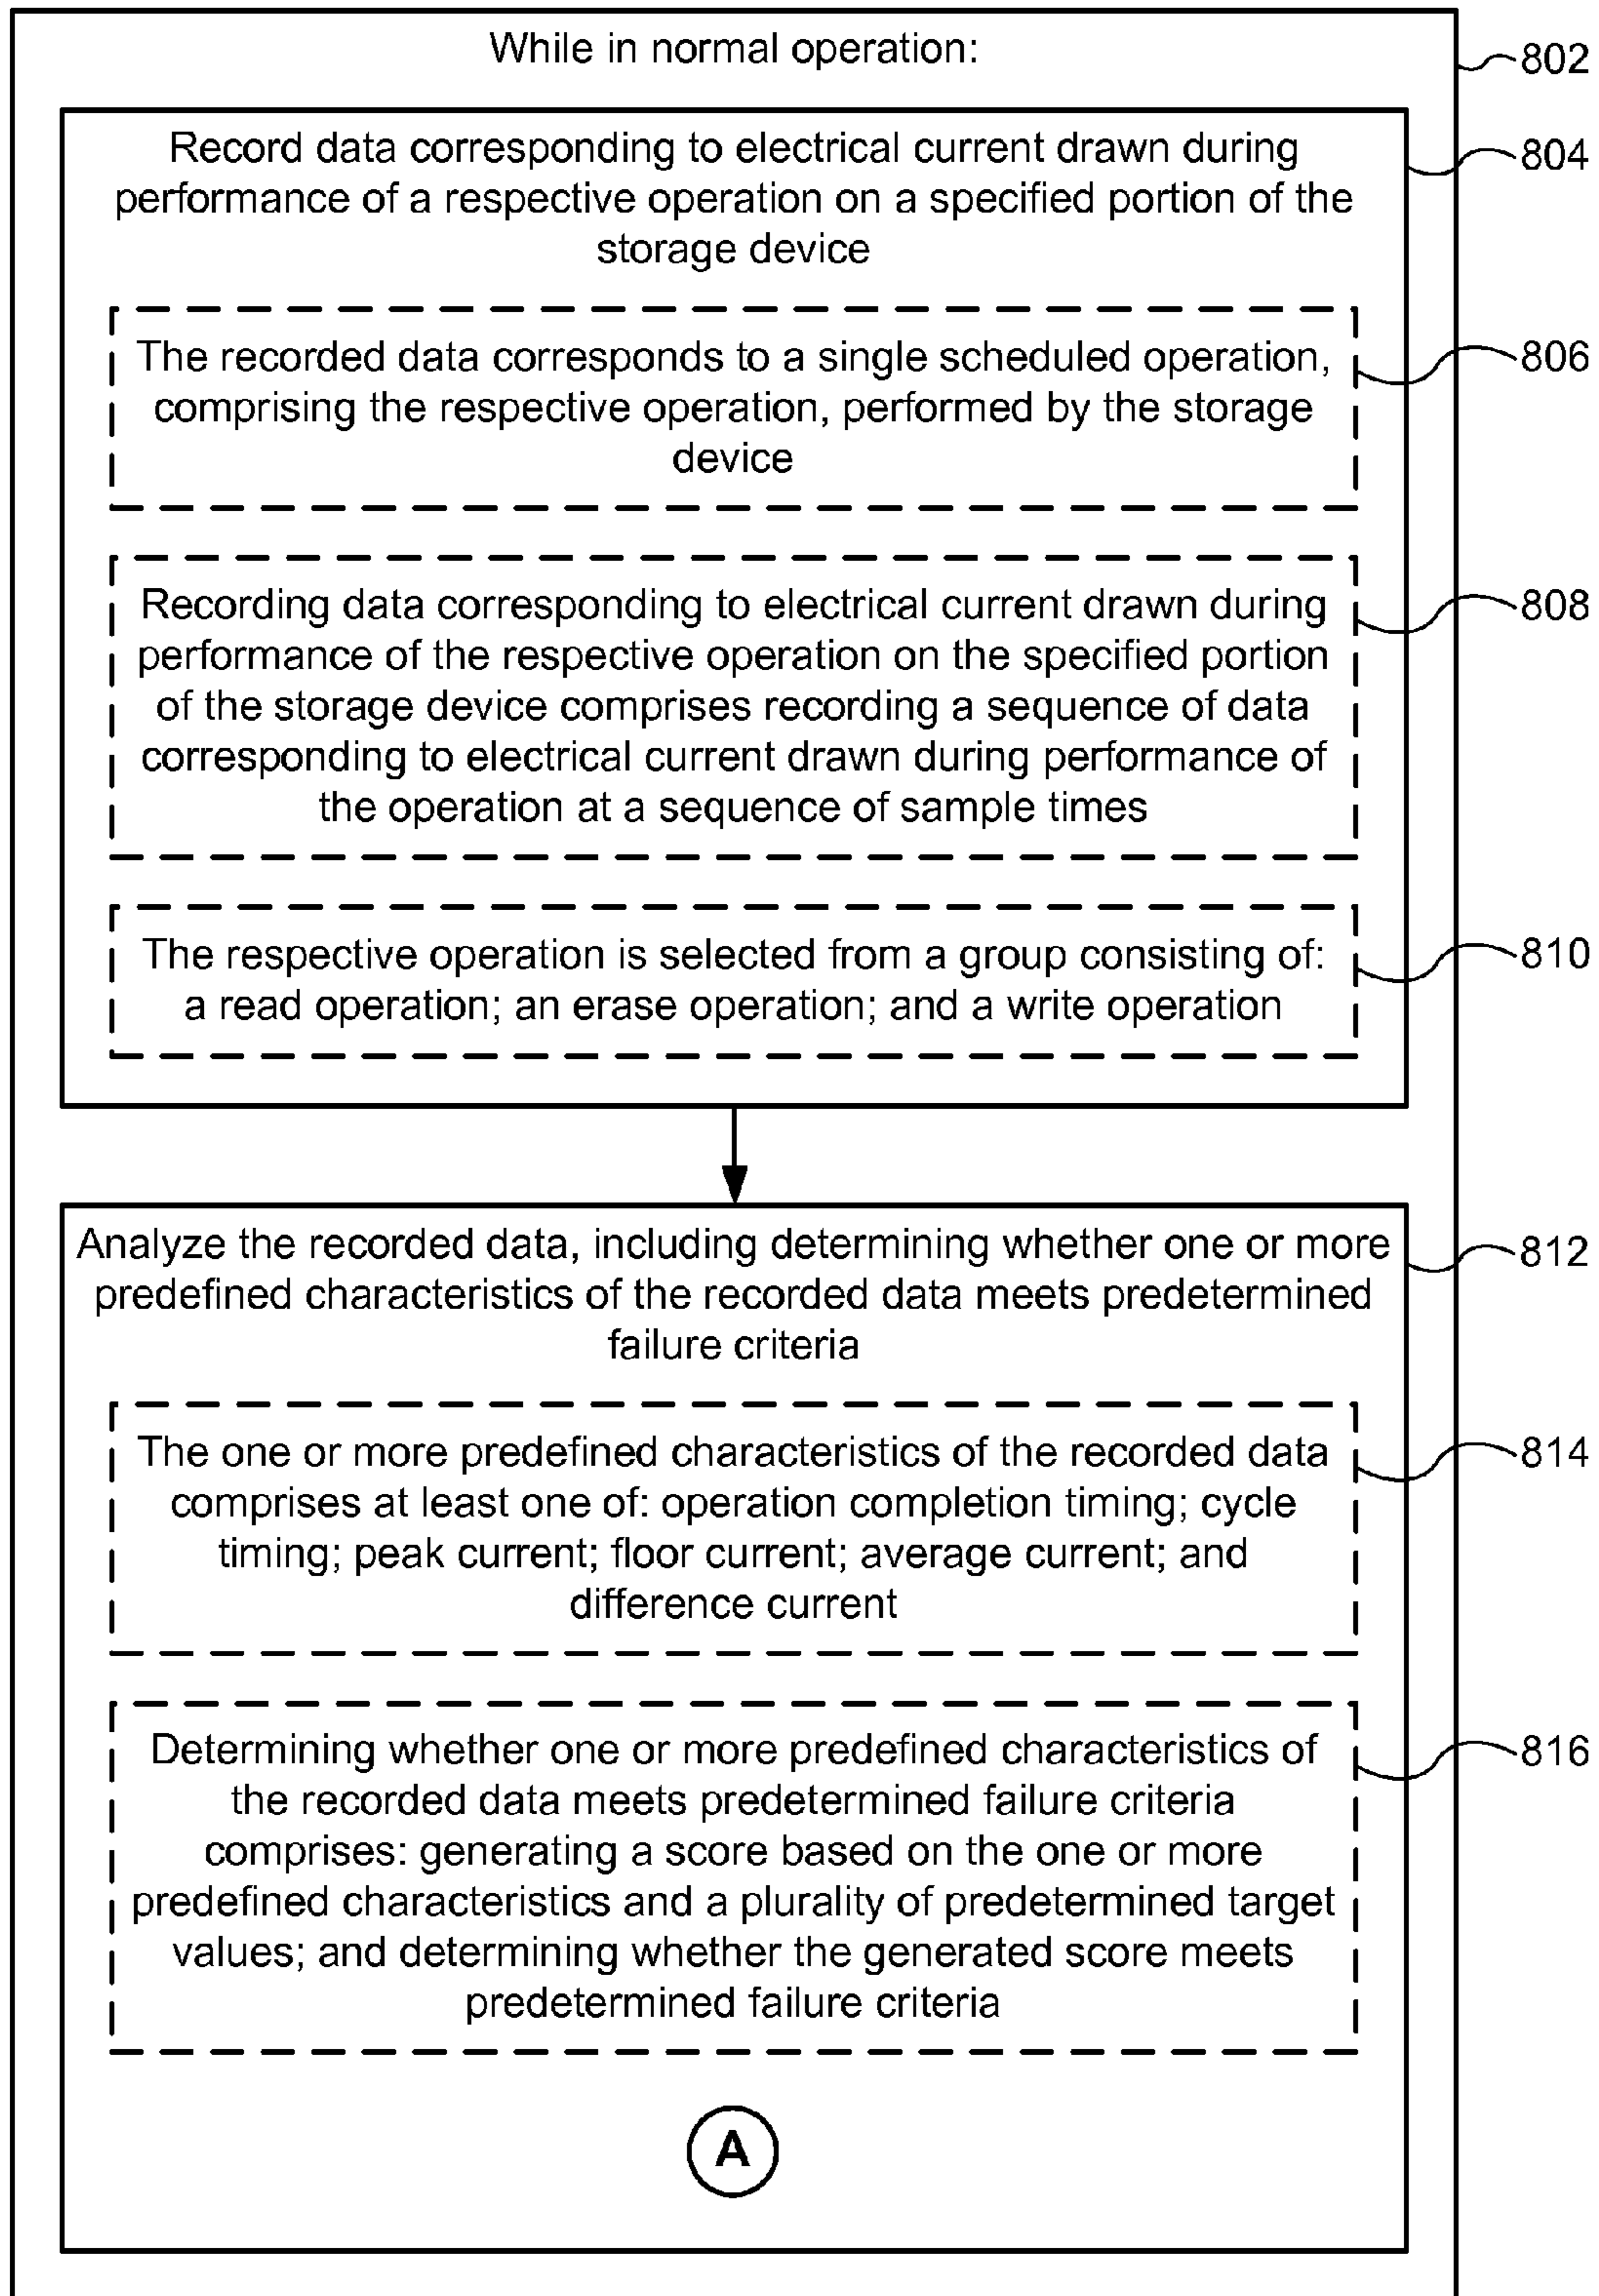 While in normal operation:
802
Record data corresponding to electrical current drawn during
performance of a respective operation on a specified portion of the
storage device
804
The recorded data corresponds to a single scheduled operation,
comprising the respective operation, performed by the storage
device
806
Recording data corresponding to electrical current drawn during
performance of the respective operation on the specified portion
of the storage device comprises recording a sequence of data
corresponding to electrical current drawn during performance of
the operation at a sequence of sample times
808
The respective operation is selected from a group consisting of:
a read operation; an erase operation; and a write operation
810
Analyze the recorded data, including determining whether one or more
predefined characteristics of the recorded data meets predetermined
failure criteria
812
The one or more predefined characteristics of the recorded data
comprises at least one of: operation completion timing; cycle
timing; peak current; floor current; average current; and
difference current
814
Determining whether one or more predefined characteristics of
the recorded data meets predetermined failure criteria
comprises: generating a score based on the one or more
predefined characteristics and a plurality of predetermined target
values; and determining whether the generated score meets
predetermined failure criteria
816
A